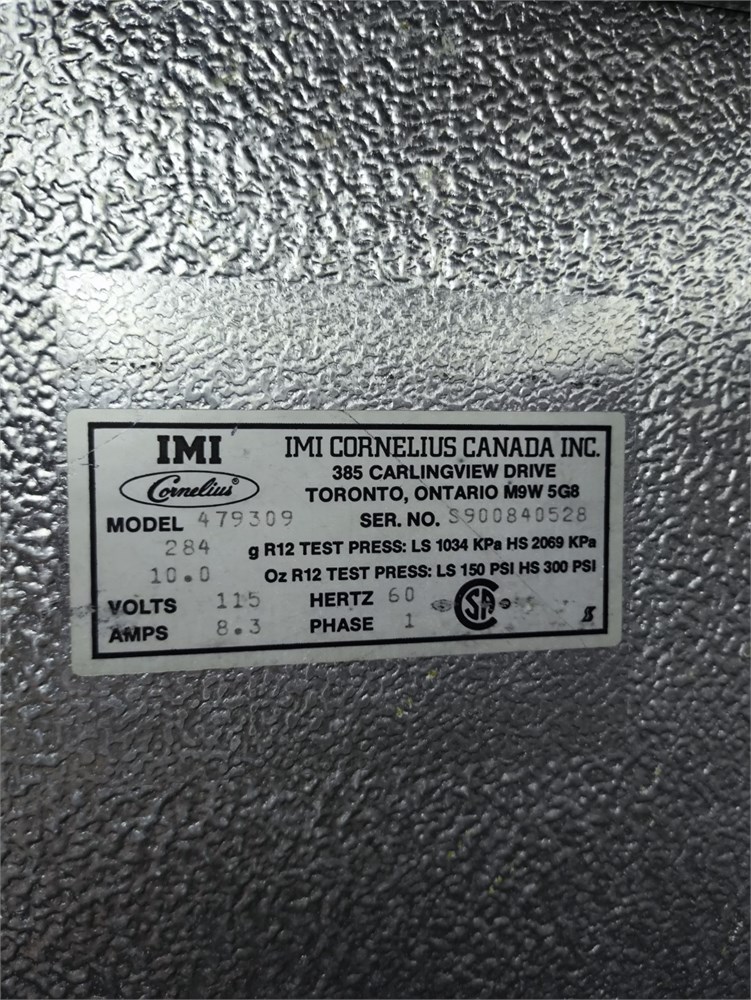 IMI IMI CORNELIUS CANADA INC.
Cornelius® 385 CARLINGVIEW DRIVE
TORONTO, ONTARIO M9W 5G8
MODEL 479309 SER. NO. S900840528
284 g R12 TEST PRESS: LS 1034 KPa HS 2069 KPa
10.0 Oz R12 TEST PRESS: LS 150 PSI HS 300 PSI
VOLTS 115 HERTZ 60 SA
AMPS 8.3 PHASE 1